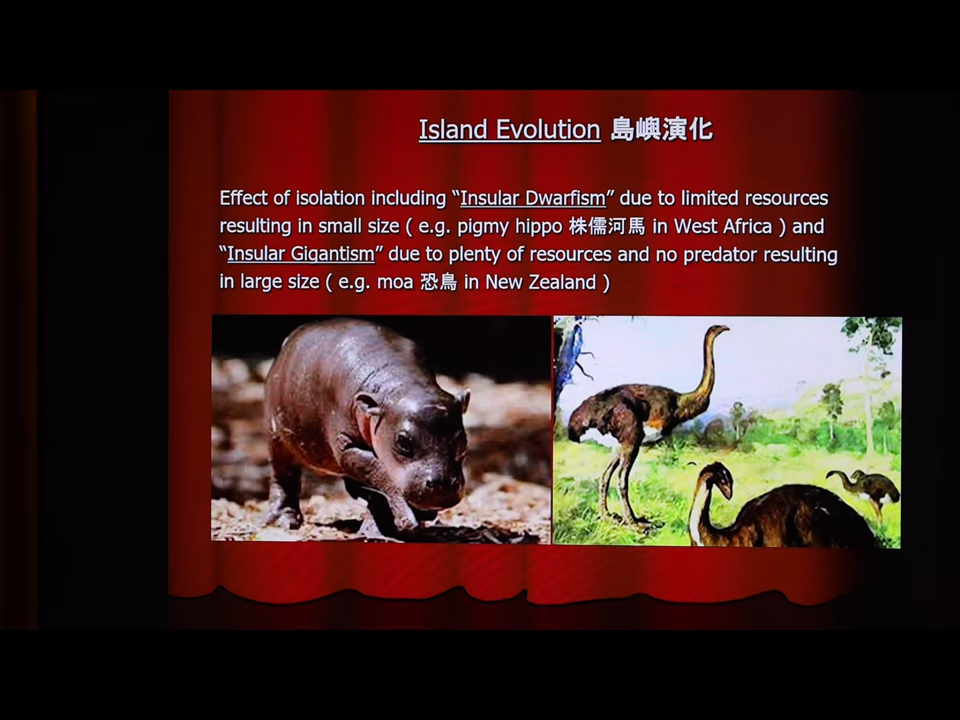 Island Evolution 島嶼演化
Effect of isolation including “Insular Dwarfism” due to limited resources
resulting in small size ( e.g. pigmy hippo 株儒河馬 in West Africa ) and
“Insular Gigantism” due to plenty of resources and no predator resulting
in large size ( e.g. moa 恐鳥 in New Zealand )